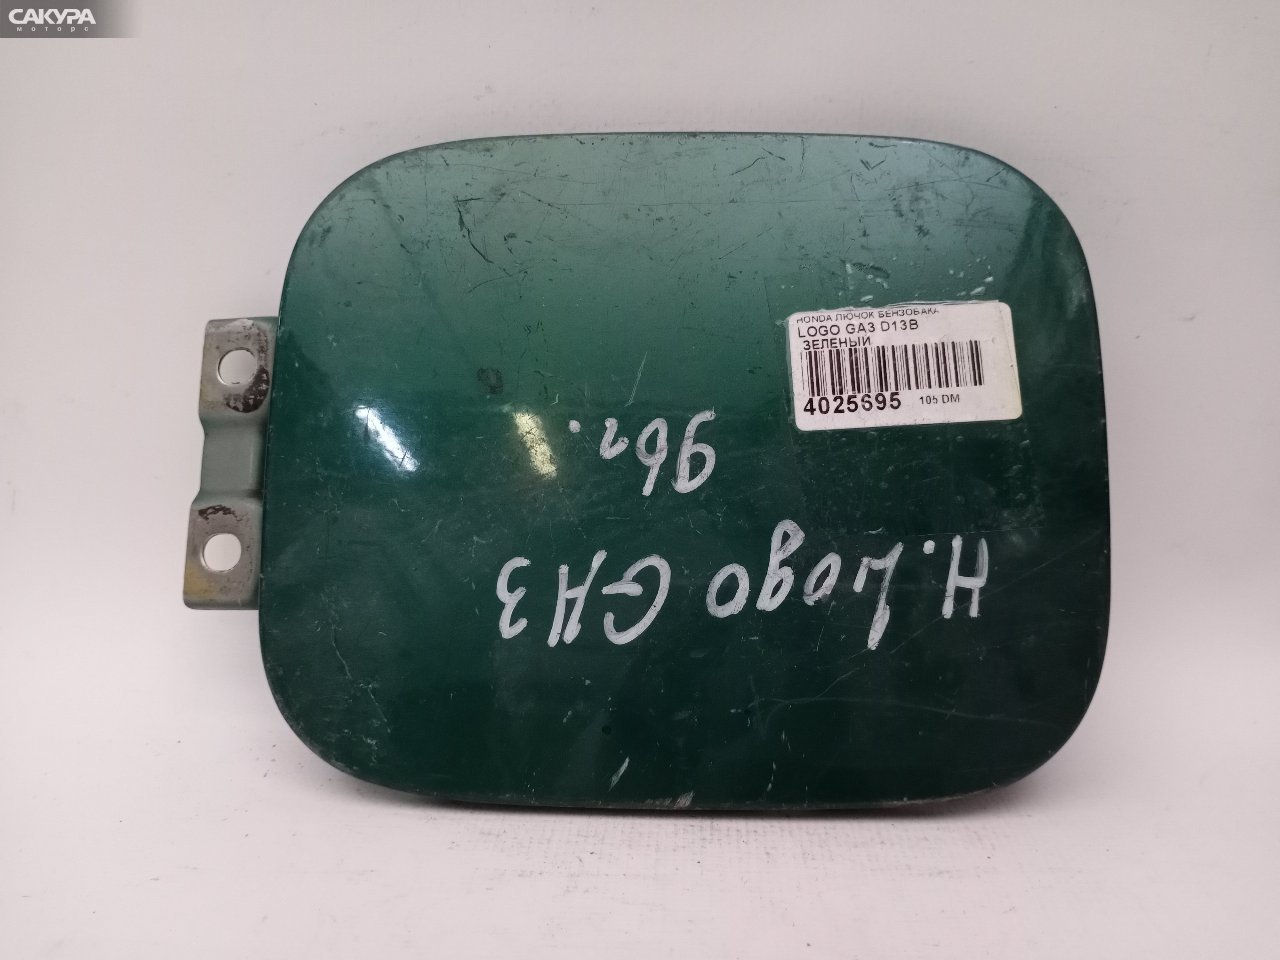 САКУРА
моторс
HONDA ЛЮЧОК БЕНЗОБАКА
LOGO GA3 D13B
ЗЕЛЕНЫЙ
4025695 105 DM
H. Logo GA3
96г.